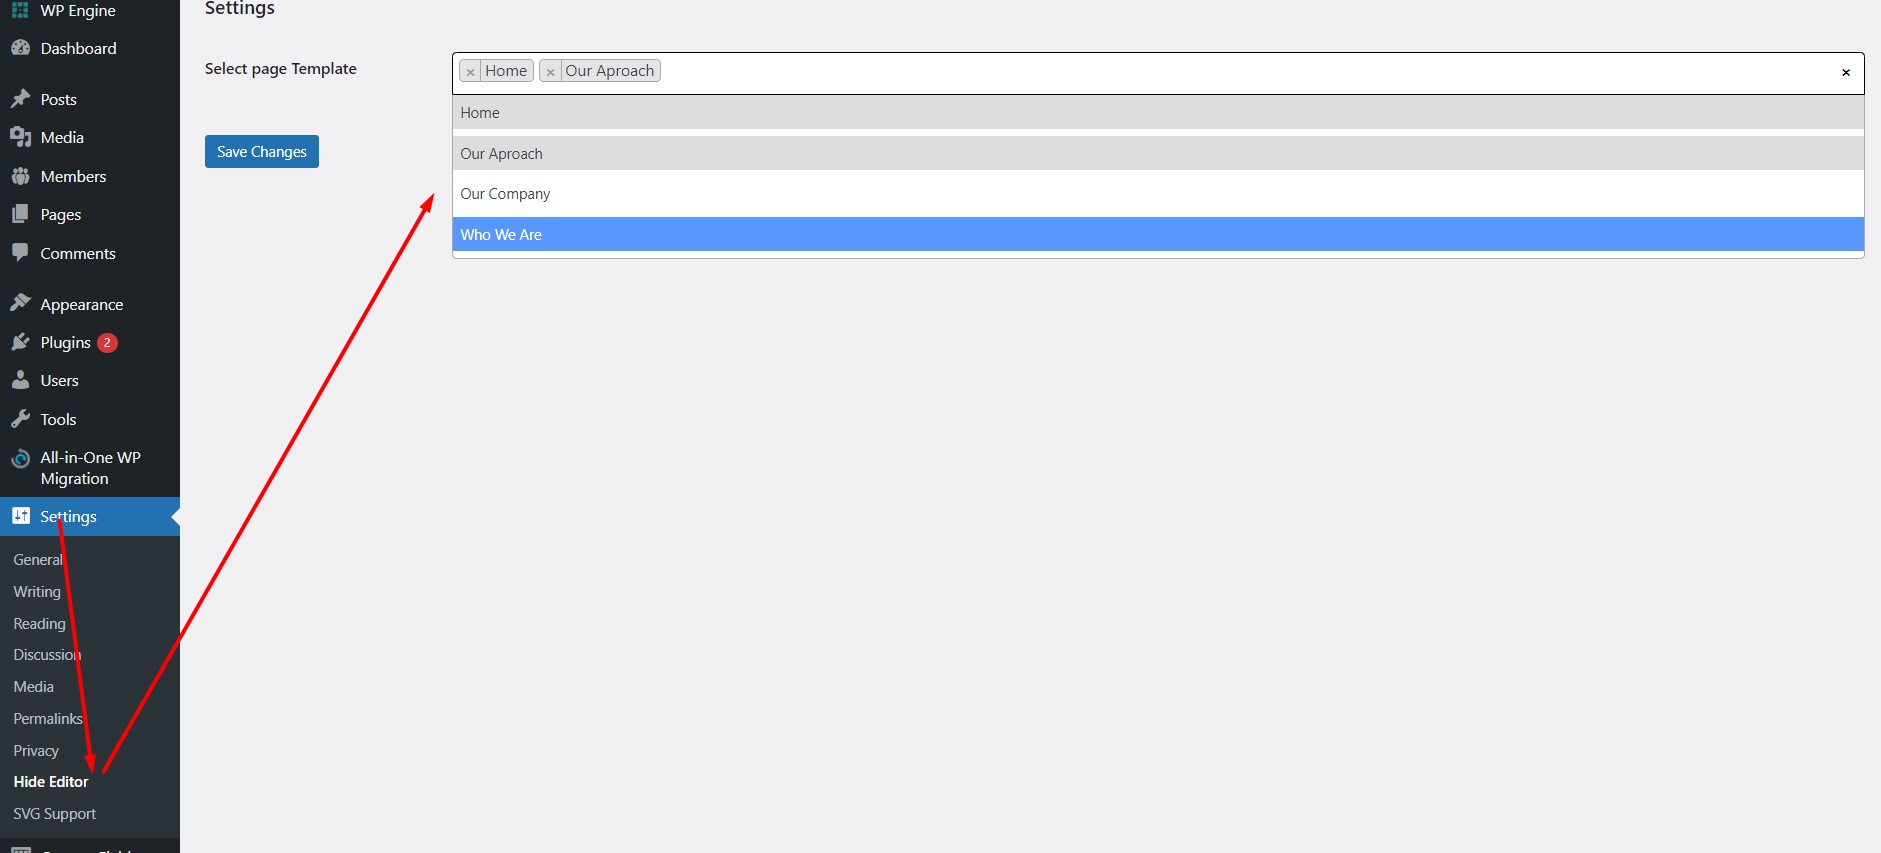 WP Engine
Dashboard
Posts
Media
Members
Pages
Comments
Appearance
Plugins 2
Users
Tools
All-in-One WP
Migration
Settings
General
Writing
Reading
Discussion
Media
Permalinks
Privacy
Hide Editor
SVG Support
Settings
Select page Template
× Home × Our Aproach ×
Home
Our Aproach
Our Company
Who We Are
Save Changes